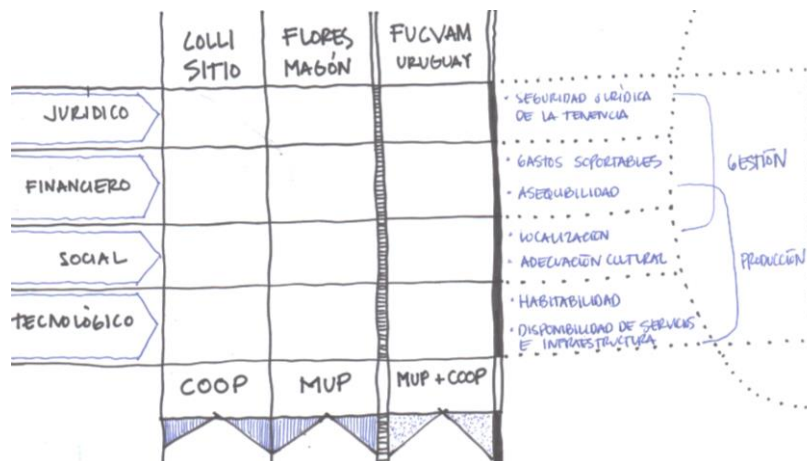 COLLI
SITIO
FLORES
MAGÓN
FUCVAM
URUGUAY
JURIDICO
· SEGURIDAD JURÍDICA
DE LA TENENCIA
FINANCIERO
· GASTOS SOPORTABLES
· ASEQUIBILIDAD
GESTIÓN
SOCIAL
· LOCALIZACIÓN
· ADECUACIÓN CULTURAL
PRODUCCIÓN
TECNOLÓGICO
· HABITABILIDAD
· DISPONIBILIDAD DE SERVICIOS
E INFRAESTRUCTURA
COOP
MUP
MUP + COOP